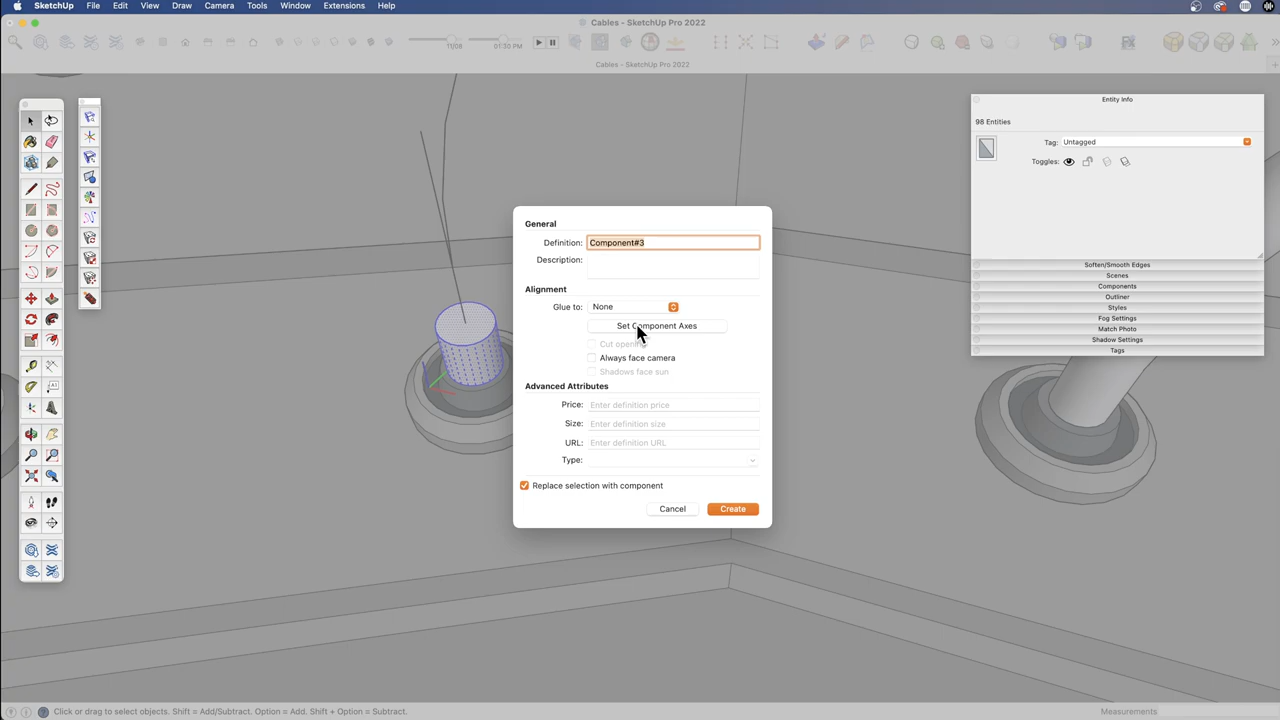 SketchUp File Edit View Draw Camera Tools Window Extensions Help
Cables - SketchUp Pro 2022
11/08 01:30 PM
Cables - SketchUp Pro 2022
Entity Info
98 Entities
Tag: Untagged
Toggles:
Soften/Smooth Edges
Scenes
Components
Outliner
Styles
Fog Settings
Match Photo
Shadow Settings
Tags
General
Definition: Component#3
Description:
Alignment
Glue to: None
Set Component Axes
Cut opening
Always face camera
Shadows face sun
Advanced Attributes
Price: Enter definition price
Size: Enter definition size
URL: Enter definition URL
Type:
Replace selection with component
Cancel Create
Click or drag to select objects. Shift = Add/Subtract. Option = Add. Shift + Option = Subtract.
Measurements